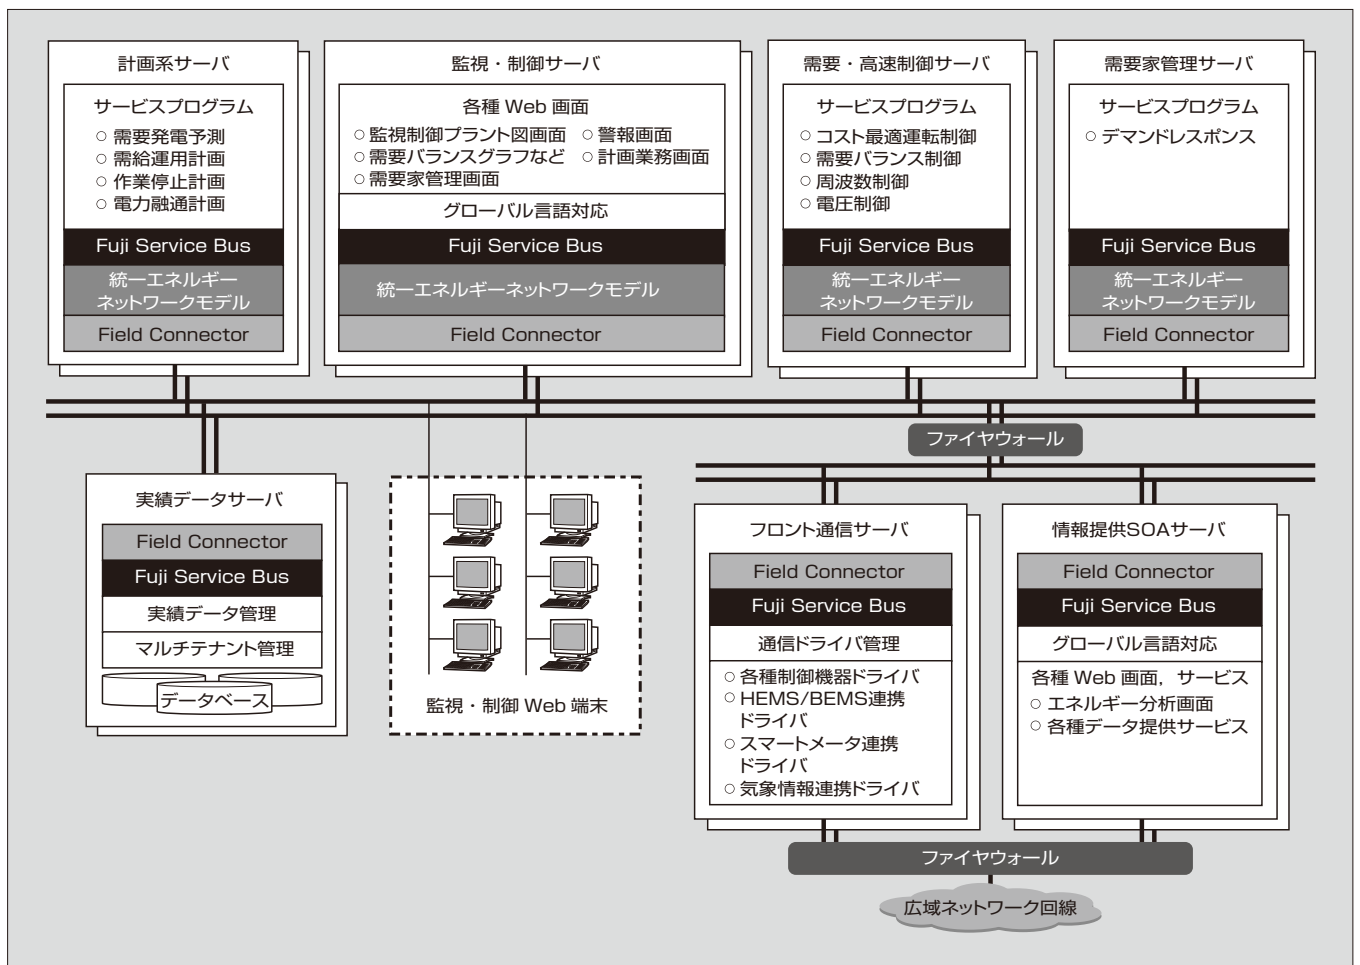 計画系サーバ
サービスプログラム
○ 需要発電予測
○ 需給運用計画
○ 作業停止計画
○ 電力融通計画
Fuji Service Bus
統一エネルギー
ネットワークモデル
Field Connector
監視・制御サーバ
各種 Web 画面
○ 監視制御プラント図画面 ○ 警報画面
○ 需要バランスグラフなど ○ 計画業務画面
○ 需要家管理画面
グローバル言語対応
Fuji Service Bus
統一エネルギーネットワークモデル
Field Connector
需要・高速制御サーバ
サービスプログラム
○ コスト最適運転制御
○ 需要バランス制御
○ 周波数制御
○ 電圧制御
Fuji Service Bus
統一エネルギー
ネットワークモデル
Field Connector
需要家管理サーバ
サービスプログラム
○ デマンドレスポンス
Fuji Service Bus
統一エネルギー
ネットワークモデル
Field Connector
ファイヤウォール
実績データサーバ
Field Connector
Fuji Service Bus
実績データ管理
マルチテナント管理
データベース
監視・制御 Web 端末
フロント通信サーバ
Field Connector
Fuji Service Bus
通信ドライバ管理
○ 各種制御機器ドライバ
○ HEMS/BEMS連携
ドライバ
○ スマートメータ連携
ドライバ
○ 気象情報連携ドライバ
情報提供SOAサーバ
Field Connector
Fuji Service Bus
グローバル言語対応
各種 Web 画面，サービス
○ エネルギー分析画面
○ 各種データ提供サービス
ファイヤウォール
広域ネットワーク回線